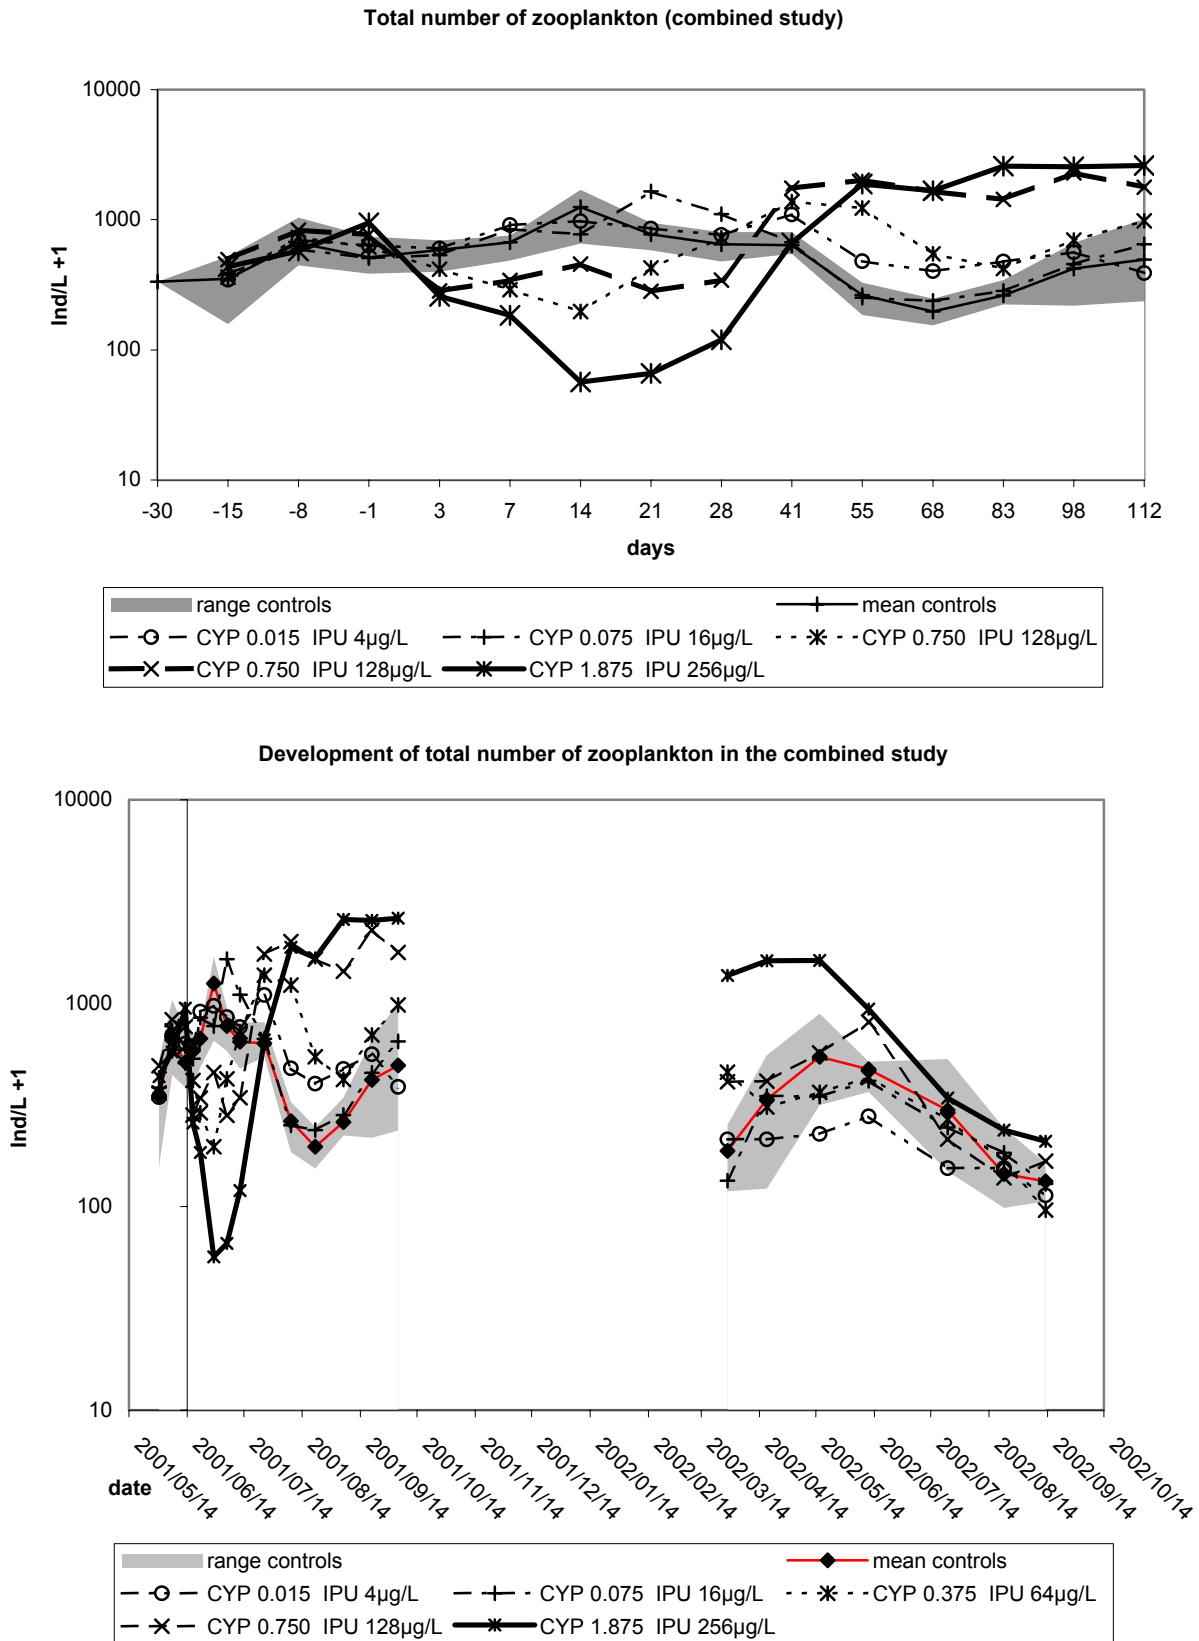 Total number of zooplankton (combined study)
10000
1000
100
10
Ind/L +1
-30 -15 -8 -1 3 7 14 21 28 41 55 68 83 98 112
days
range controls mean controls
CYP 0.015 IPU 4µg/L CYP 0.075 IPU 16µg/L CYP 0.750 IPU 128µg/L
CYP 0.750 IPU 128µg/L CYP 1.875 IPU 256µg/L
Development of total number of zooplankton in the combined study
10000
1000
100
10
Ind/L +1
2001/05/14 2001/06/14 2001/07/14 2001/08/14 2001/09/14 2001/10/14 2001/11/14 2001/12/14 2002/01/14 2002/02/14 2002/03/14 2002/04/14 2002/05/14 2002/06/14 2002/07/14 2002/08/14 2002/09/14 2002/10/14
date
range controls mean controls
CYP 0.015 IPU 4µg/L CYP 0.075 IPU 16µg/L CYP 0.375 IPU 64µg/L
CYP 0.750 IPU 128µg/L CYP 1.875 IPU 256µg/L